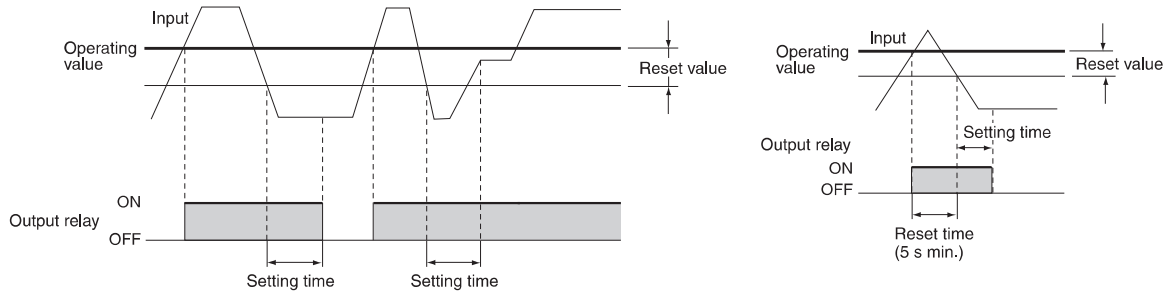 Input
Operating
value
Reset value
ON
Output relay
OFF
Setting time
Setting time
Input
Operating
value
Reset value
Setting time
Output relay
ON
OFF
Reset time
(5 s min.)